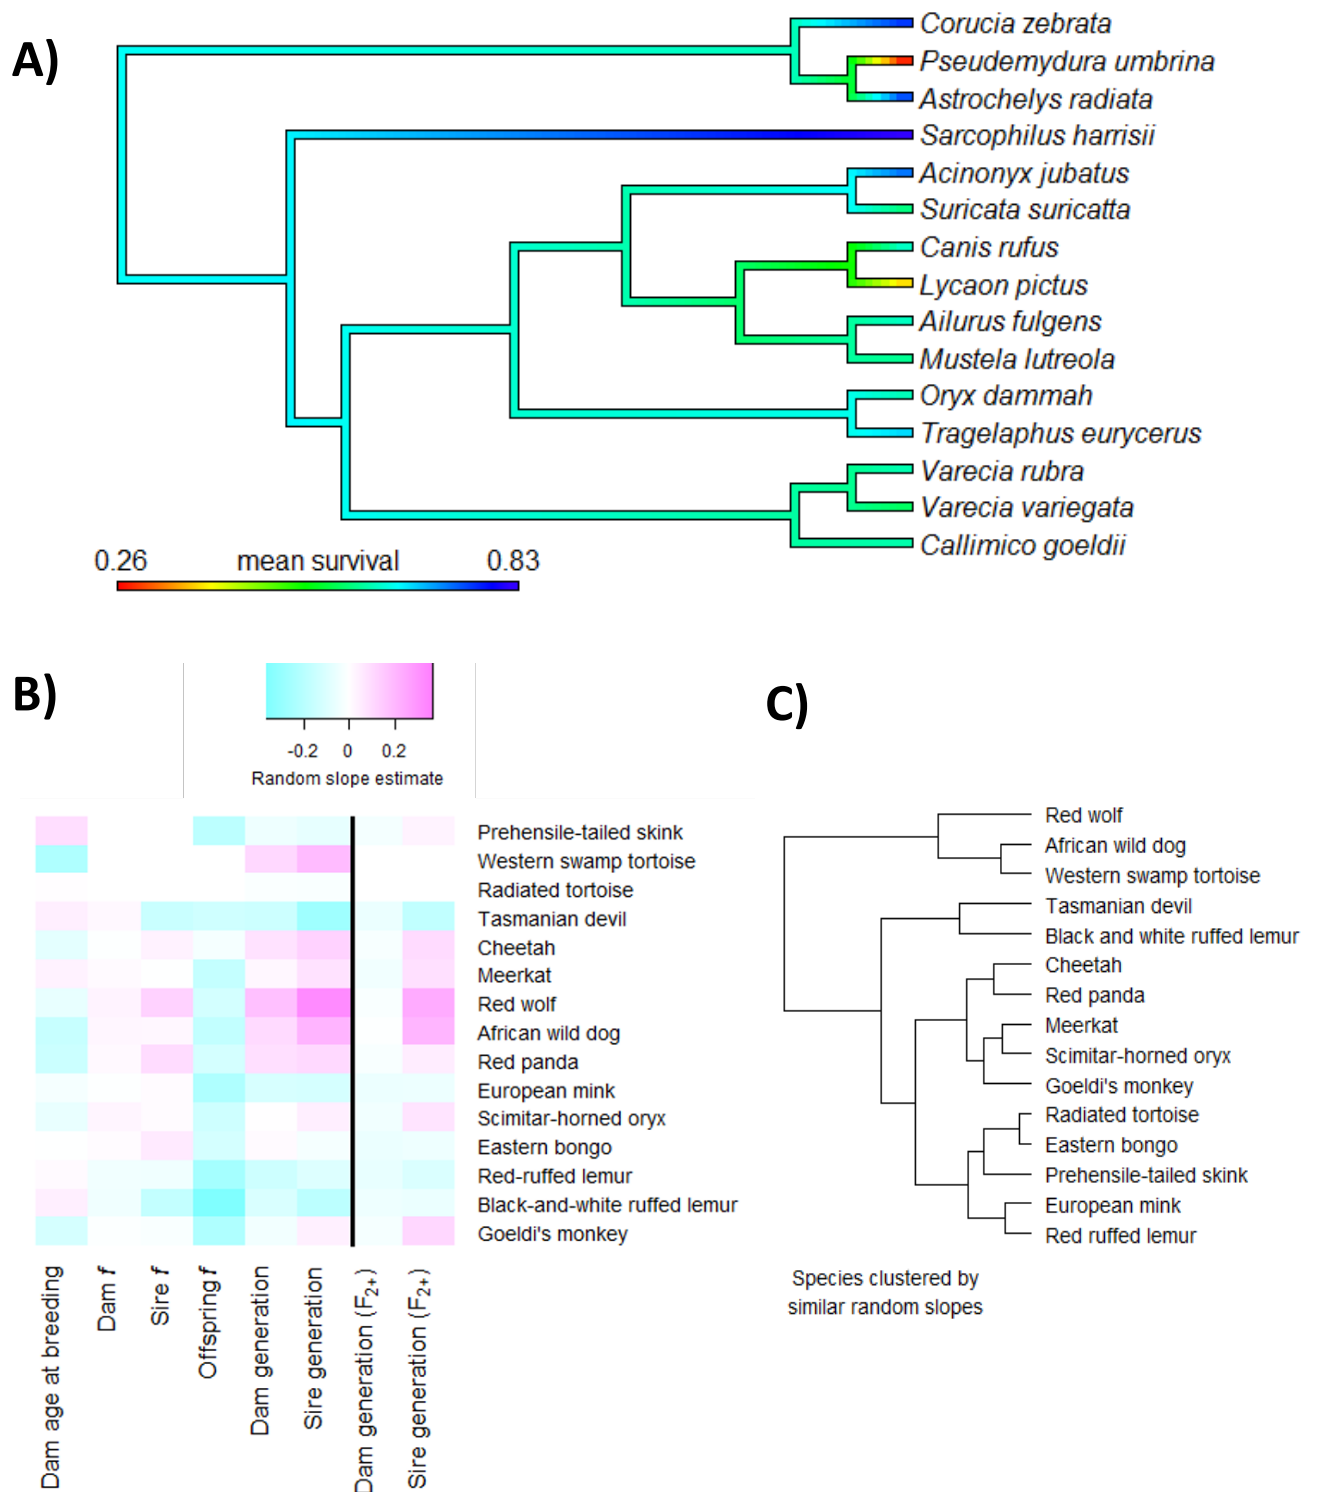 A)
Corucia zebrata
Pseudemydura umbrina
Astrochelys radiata
Sarcophilus harrisii
Acinonyx jubatus
Suricata suricatta
Canis rufus
Lycaon pictus
Ailurus fulgens
Mustela lutreola
Oryx dammah
Tragelaphus eurycerus
Varecia rubra
Varecia variegata
Callimico goeldii
0.26 mean survival 0.83
B)
-0.2 0 0.2
Random slope estimate
Prehensile-tailed skink
Western swamp tortoise
Radiated tortoise
Tasmanian devil
Cheetah
Meerkat
Red wolf
African wild dog
Red panda
European mink
Scimitar-horned oryx
Eastern bongo
Red-ruffed lemur
Black-and-white ruffed lemur
Goeldi's monkey
Dam age at breeding
Dam f
Sire f
Offspring f
Dam generation
Sire generation
Dam generation (F2+)
Sire generation (F2+)
C)
Red wolf
African wild dog
Western swamp tortoise
Tasmanian devil
Black and white ruffed lemur
Cheetah
Red panda
Meerkat
Scimitar-horned oryx
Goeldi's monkey
Radiated tortoise
Eastern bongo
Prehensile-tailed skink
European mink
Red ruffed lemur
Species clustered by
similar random slopes